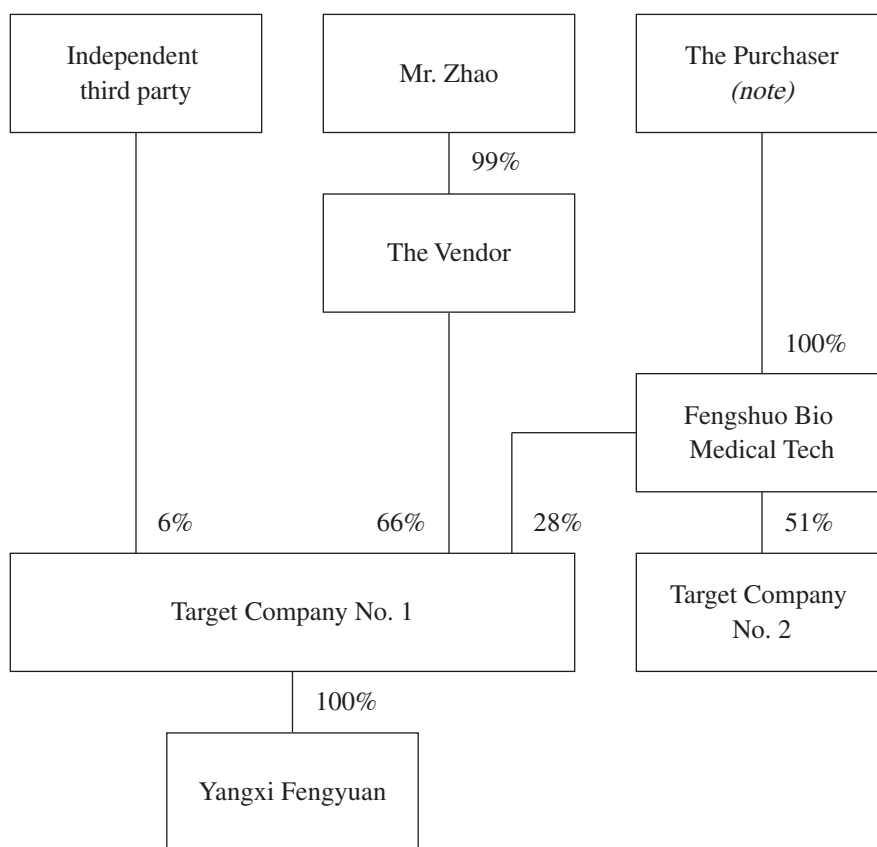 Independent
third party
Mr. Zhao
The Purchaser
(note)
99%
The Vendor
100%
Fengshuo Bio
Medical Tech
6%
66%
28%
51%
Target Company No. 1
Target Company
No. 2
100%
Yangxi Fengyuan